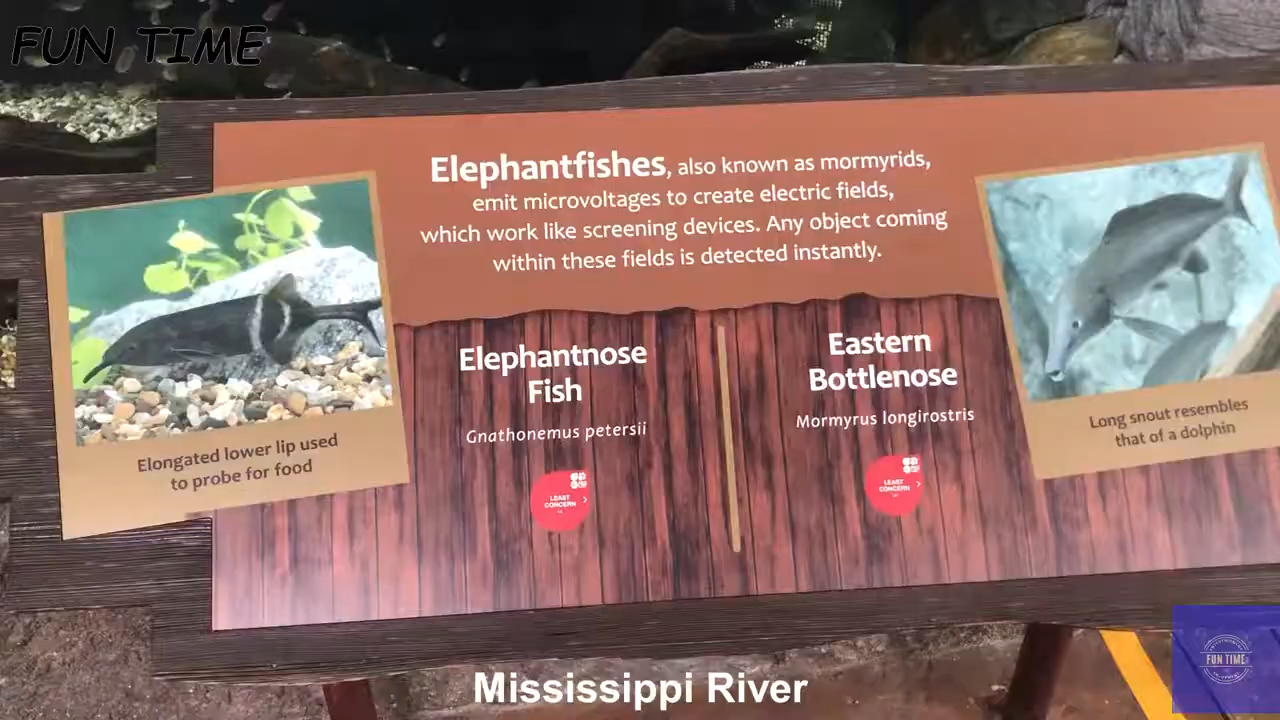 FUN TIME
Elephantfishes, also known as mormyrids,
emit microvoltages to create electric fields,
which work like screening devices. Any object coming
within these fields is detected instantly.
Elongated lower lip used
to probe for food
Elephantnose
Fish
Gnathonemus petersii
LEAST
CONCERN
LC
Eastern
Bottlenose
Mormyrus longirostris
LEAST
CONCERN
LC
Long snout resembles
that of a dolphin
FUN TIME
Mississippi River